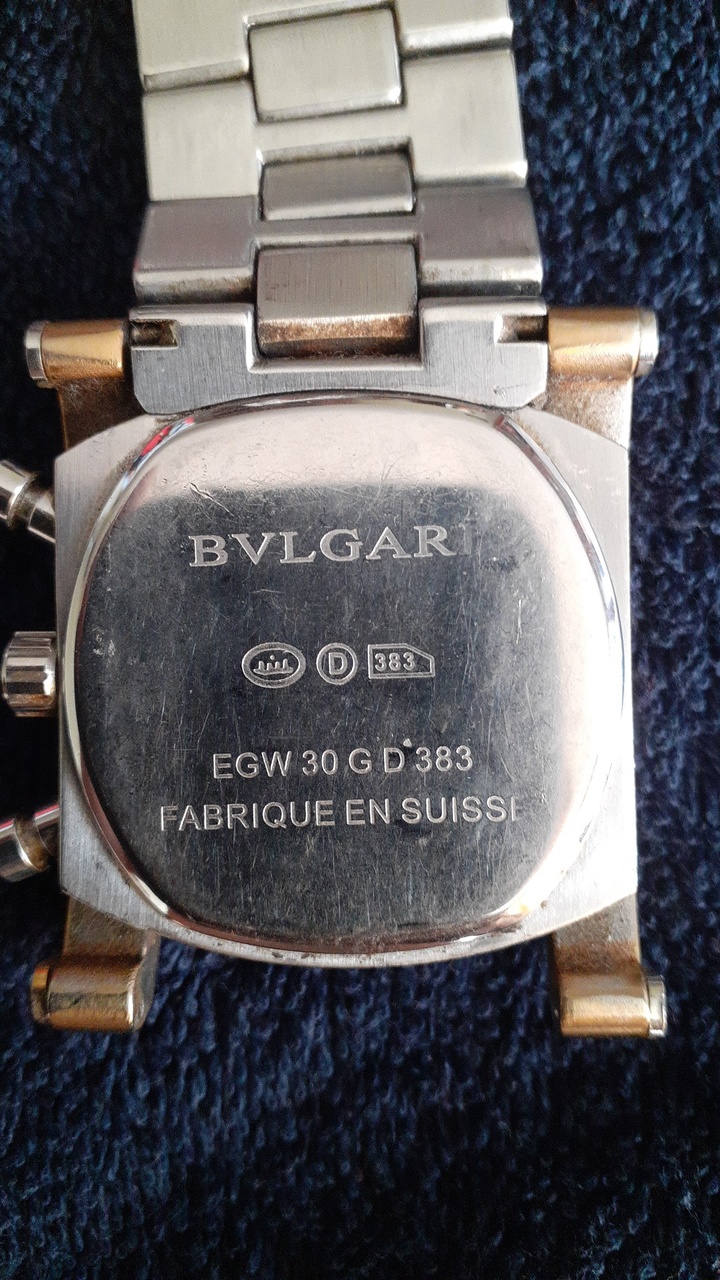 BVLGARI
D 383
EGW 30 G D 383
FABRIQUE EN SUISSE